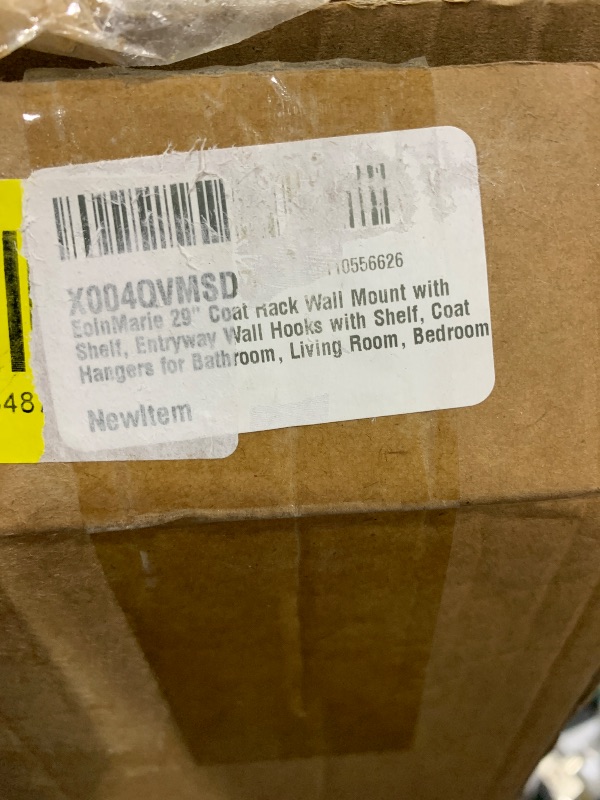 10556626
X004QVMSD
EoinMarie 29" Coat Rack Wall Mount with
Shelf, Entryway Wall Hooks with Shelf, Coat
Hangers for Bathroom, Living Room, Bedroom
NewItem
487